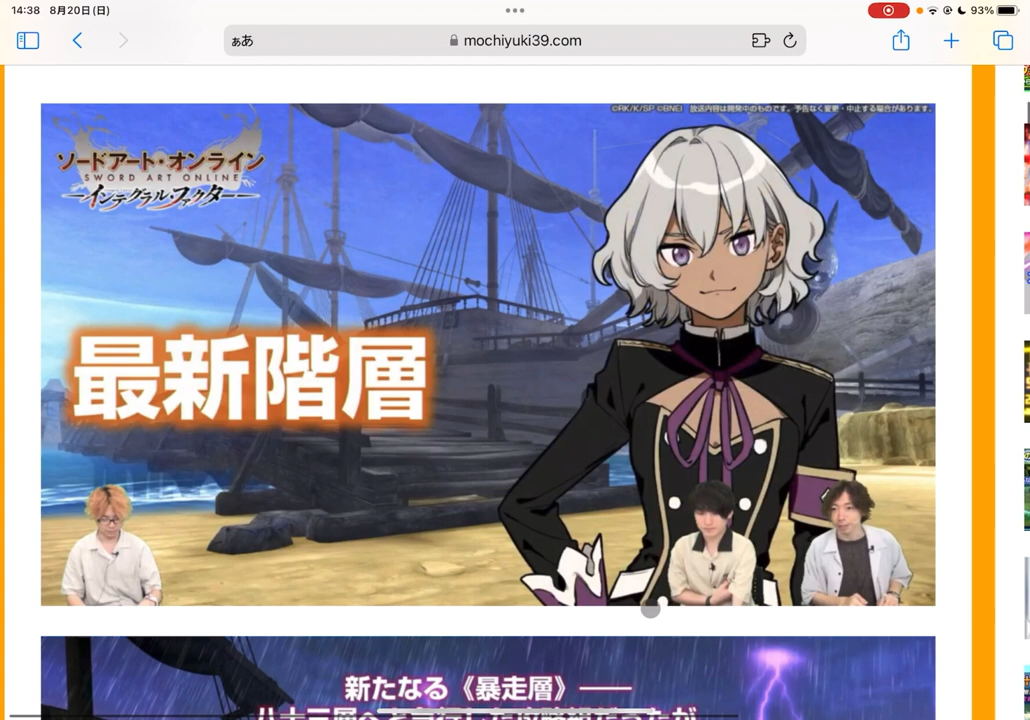 14:38 8月20日(日)
93%
ぁあ
mochiyuki39.com
©RK/K/SP ©BNEI 放送内容は開発中のものです。予告なく変更・中止する場合があります。
ソードアート・オンライン
SWORD ART ONLINE
インテグラル・ファクター
最新階層
新たなる《暴走層》――